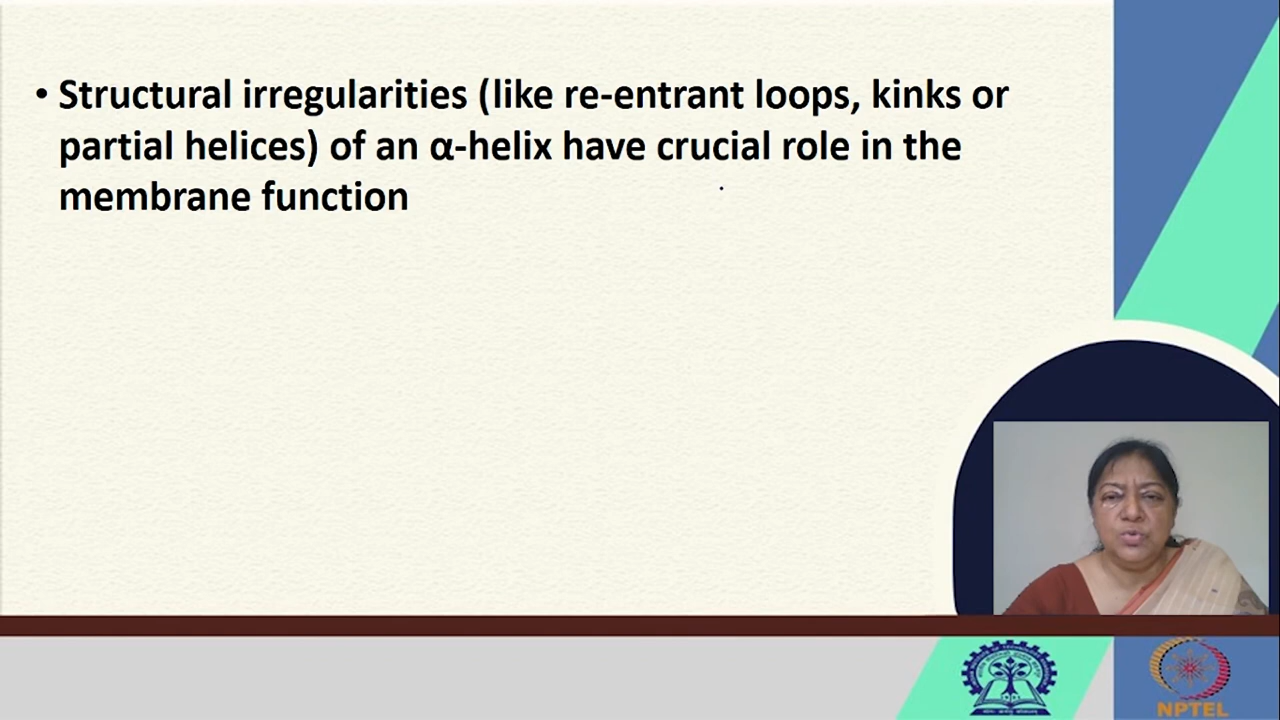 • Structural irregularities (like re-entrant loops, kinks or
partial helices) of an α-helix have crucial role in the
membrane function
NPTEL